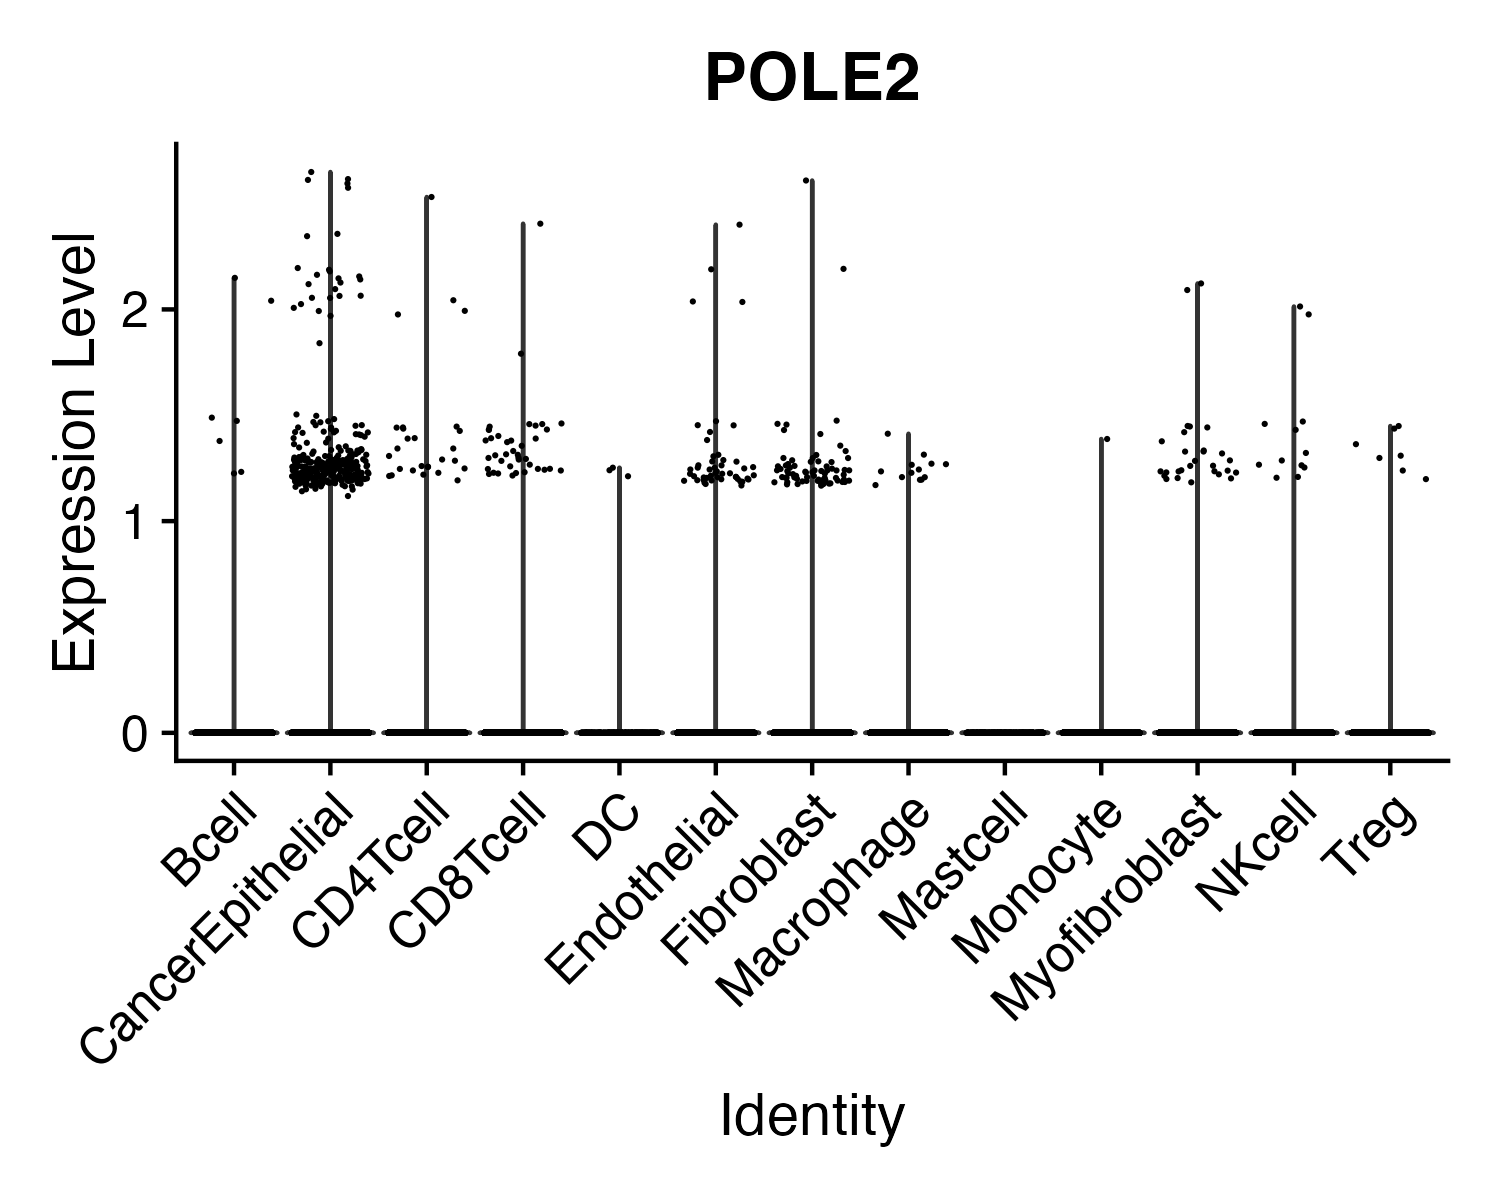 POLE2
Expression Level
2
1
0
Bcell
CancerEpithelial
CD4Tcell
CD8Tcell
DC
Endothelial
Fibroblast
Macrophage
Mastcell
Monocyte
Myofibroblast
NKcell
Treg
Identity